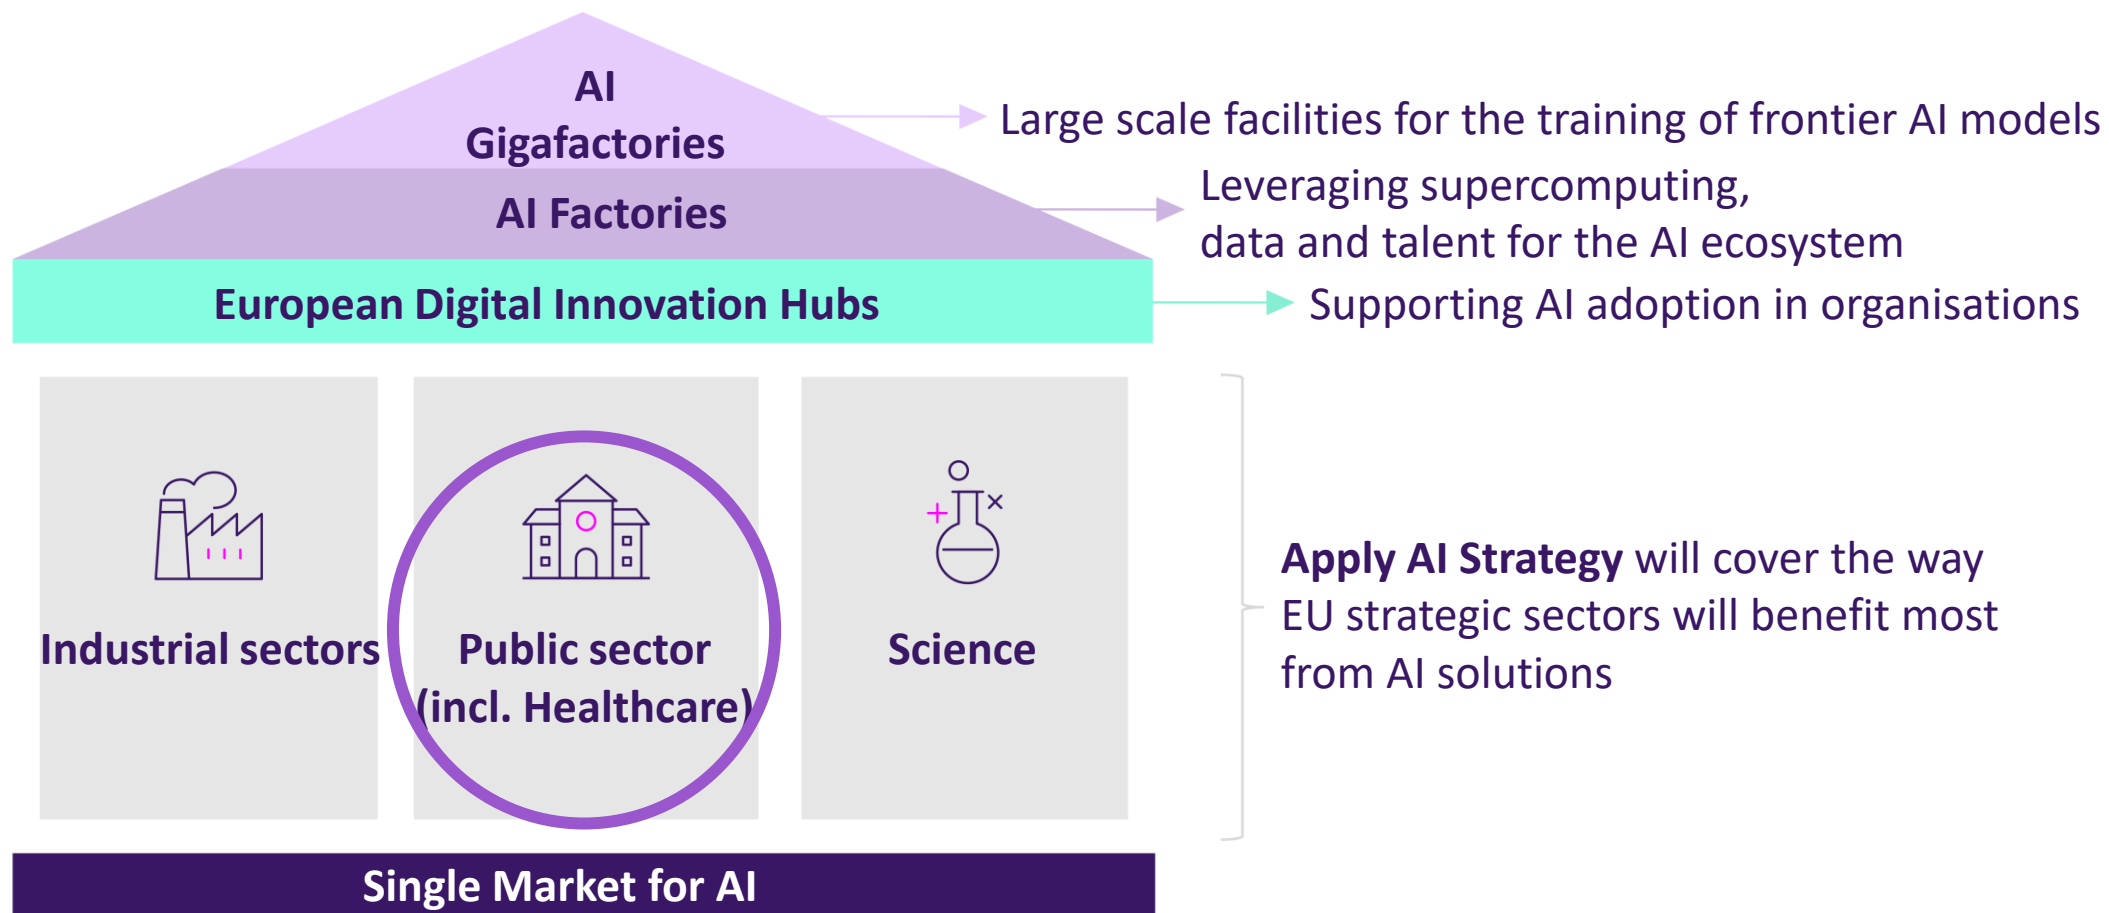 AI
Gigafactories
Large scale facilities for the training of frontier AI models
AI Factories
Leveraging supercomputing,
data and talent for the AI ecosystem
European Digital Innovation Hubs
Supporting AI adoption in organisations
Industrial sectors
Public sector
(incl. Healthcare)
Science
Apply AI Strategy will cover the way
EU strategic sectors will benefit most
from AI solutions
Single Market for AI